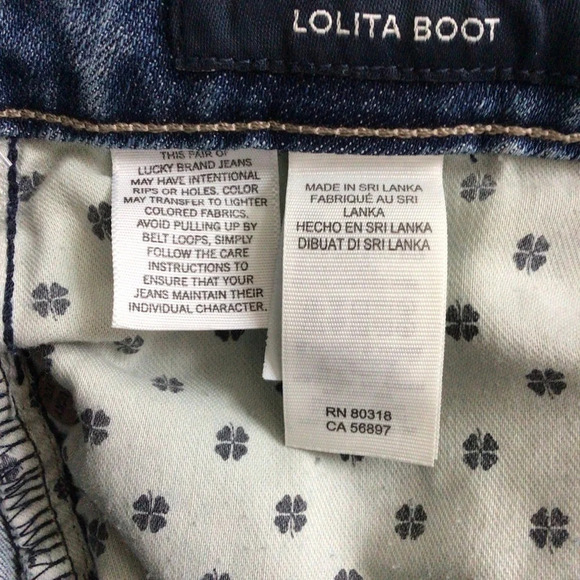 LOLITA BOOT
THIS PAIR OF
LUCKY BRAND JEANS
MAY HAVE INTENTIONAL
RIPS OR HOLES. COLOR
MAY TRANSFER TO LIGHTER
COLORED FABRICS.
AVOID PULLING UP BY
BELT LOOPS, SIMPLY
FOLLOW THE CARE
INSTRUCTIONS TO
ENSURE THAT YOUR
JEANS MAINTAIN THEIR
INDIVIDUAL CHARACTER.
MADE IN SRI LANKA
FABRIQUÉ AU SRI
LANKA
HECHO EN SRI LANKA
DIBUAT DI SRI LANKA
RN 80318
CA 56897